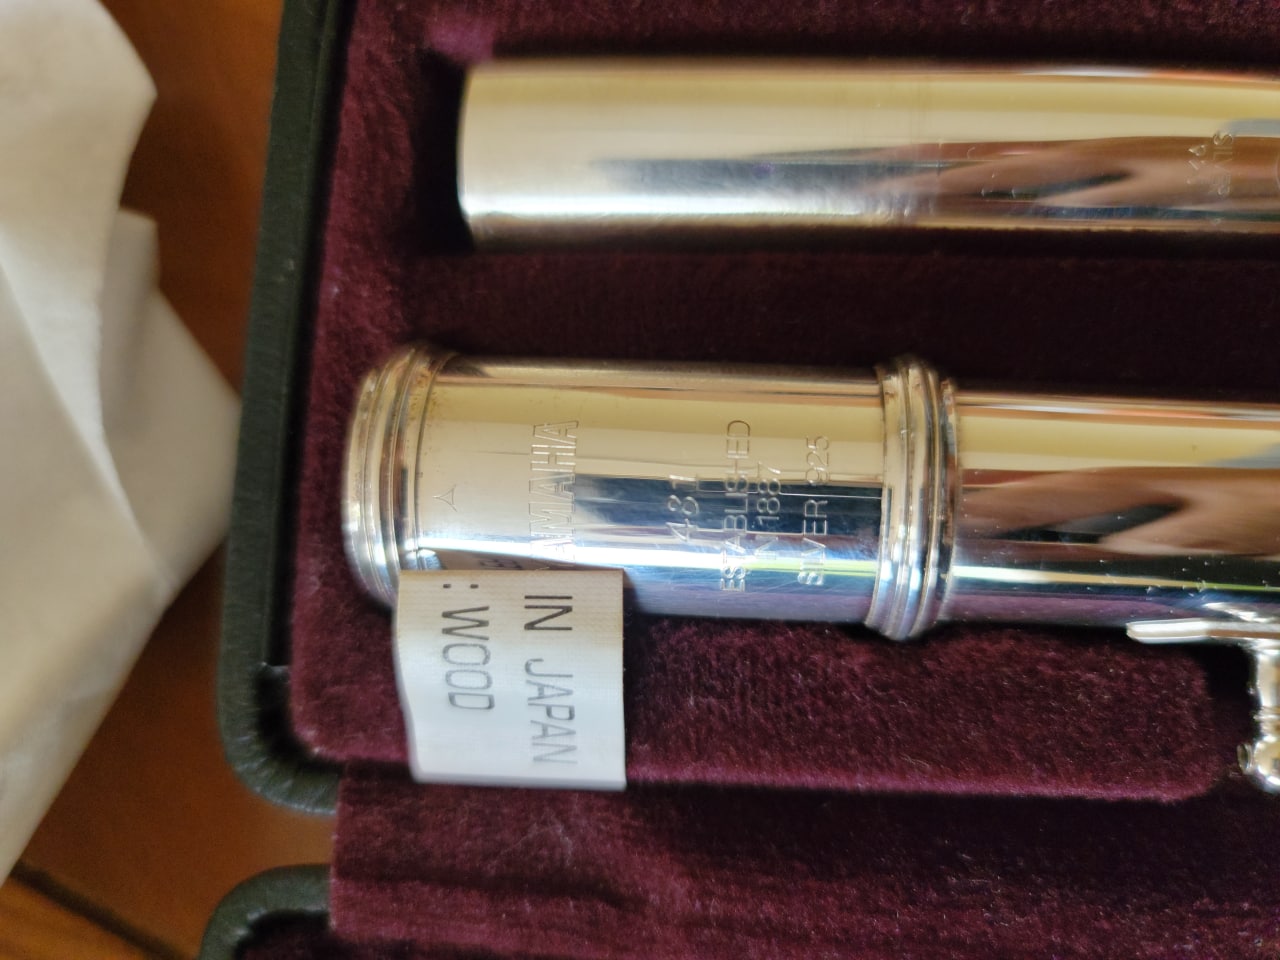 YAMAHA
481
ESTABLISHED
IN 1887
SILVER 925
IN JAPAN
: WOOD